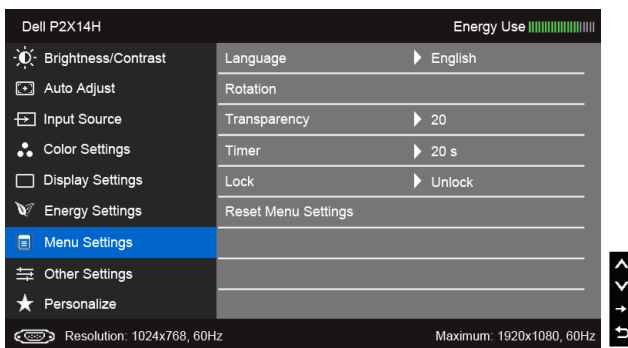 Dell P2X14H Energy Use
Brightness/Contrast
Auto Adjust
Input Source
Color Settings
Display Settings
Energy Settings
Menu Settings
Other Settings
Personalize
Language English
Rotation
Transparency 20
Timer 20 s
Lock Unlock
Reset Menu Settings
Resolution: 1024x768, 60Hz Maximum: 1920x1080, 60Hz